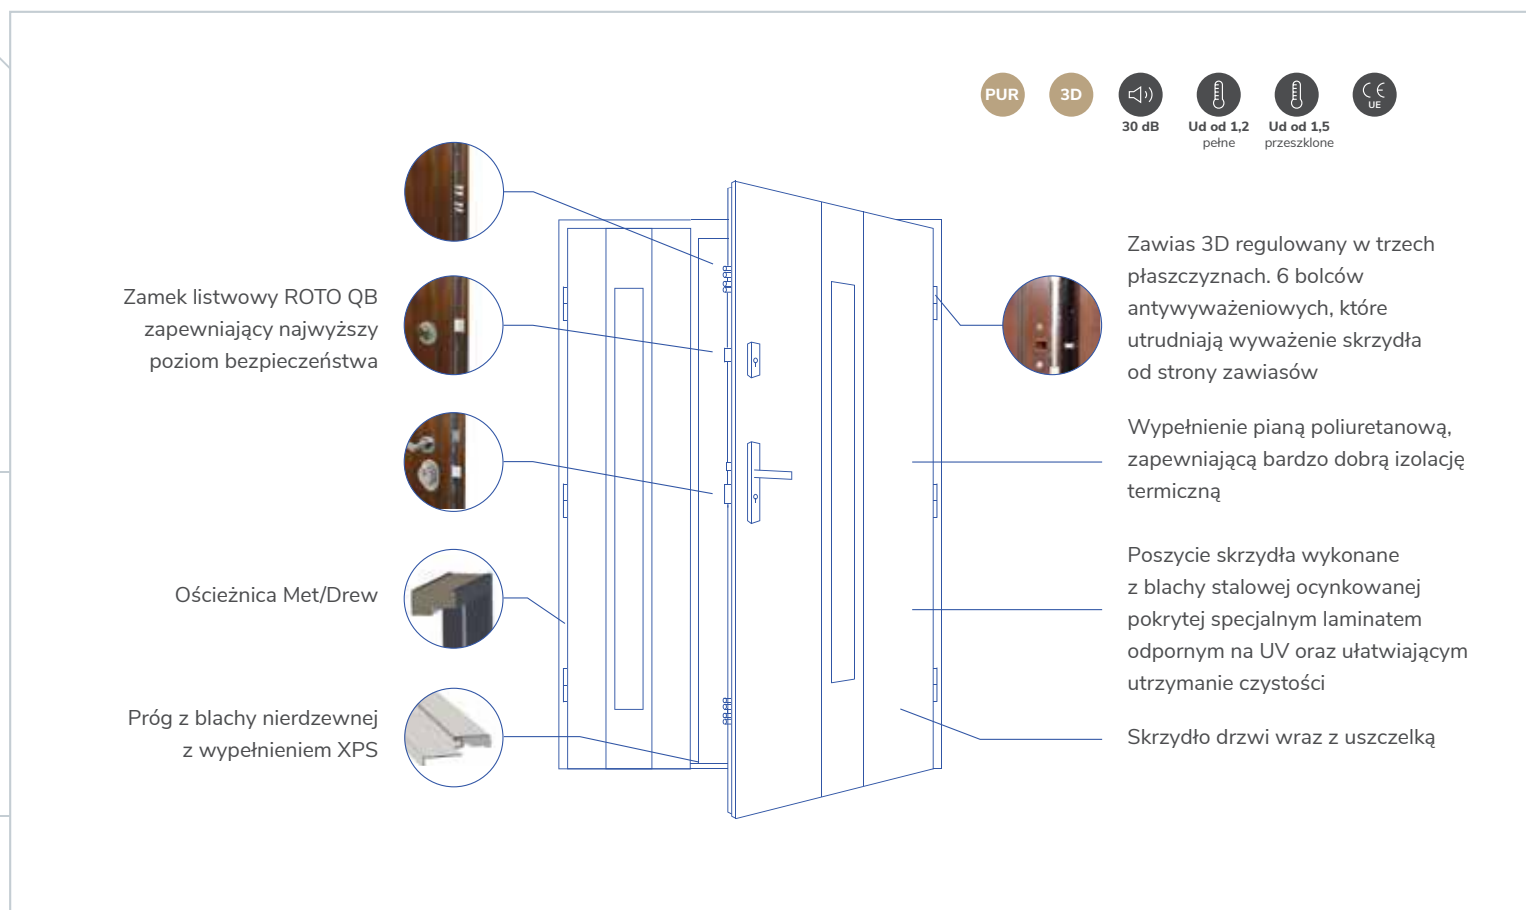 PUR
3D
30 dB
Ud od 1,2
pełne
Ud od 1,5
przeszklone
CE
UE
Zamek listwowy ROTO QB
zapewniający najwyższy
poziom bezpieczeństwa
Ościeżnica Met/Drew
Próg z blachy nierdzewnej
z wypełnieniem XPS
Zawias 3D regulowany w trzech
płaszczyznach. 6 bolców
antywyważeniowych, które
utrudniają wyważenie skrzydła
od strony zawiasów
Wypełnienie pianą poliuretanową,
zapewniającą bardzo dobrą izolację
termiczną
Poszycie skrzydła wykonane
z blachy stalowej ocynkowanej
pokrytej specjalnym laminatem
odpornym na UV oraz ułatwiającym
utrzymanie czystości
Skrzydło drzwi wraz z uszczelką